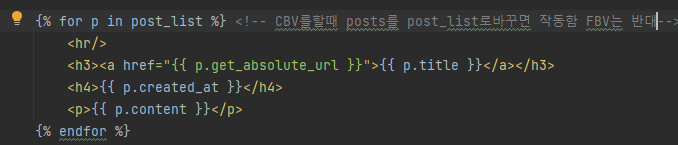 {% for p in post_list %} <!-- CBV를할때 posts를 post_list로바꾸면 작동함 FBV는 반대-->
<hr/>
<h3><a href="{{ p.get_absolute_url }}">{{ p.title }}</a></h3>
<h4>{{ p.created_at }}</h4>
<p>{{ p.content }}</p>
{% endfor %}